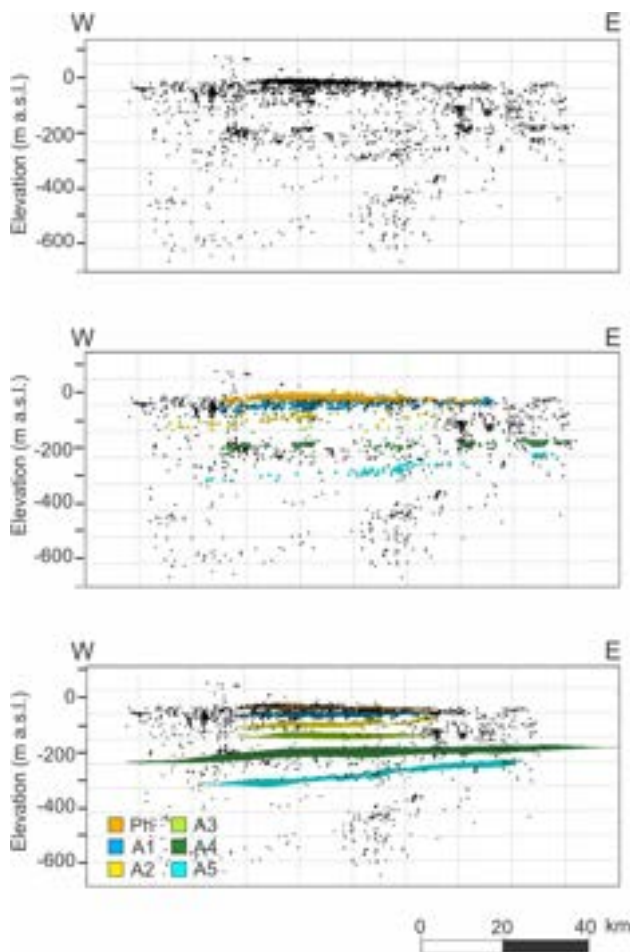 W E
Elevation (m a.s.l.)
0
-200
-400
-600
W E
Elevation (m a.s.l.)
0
-200
-400
-600
W E
Elevation (m a.s.l.)
0
-200
-400
-600
Ph A3
A1 A4
A2 A5
0 20 40 km